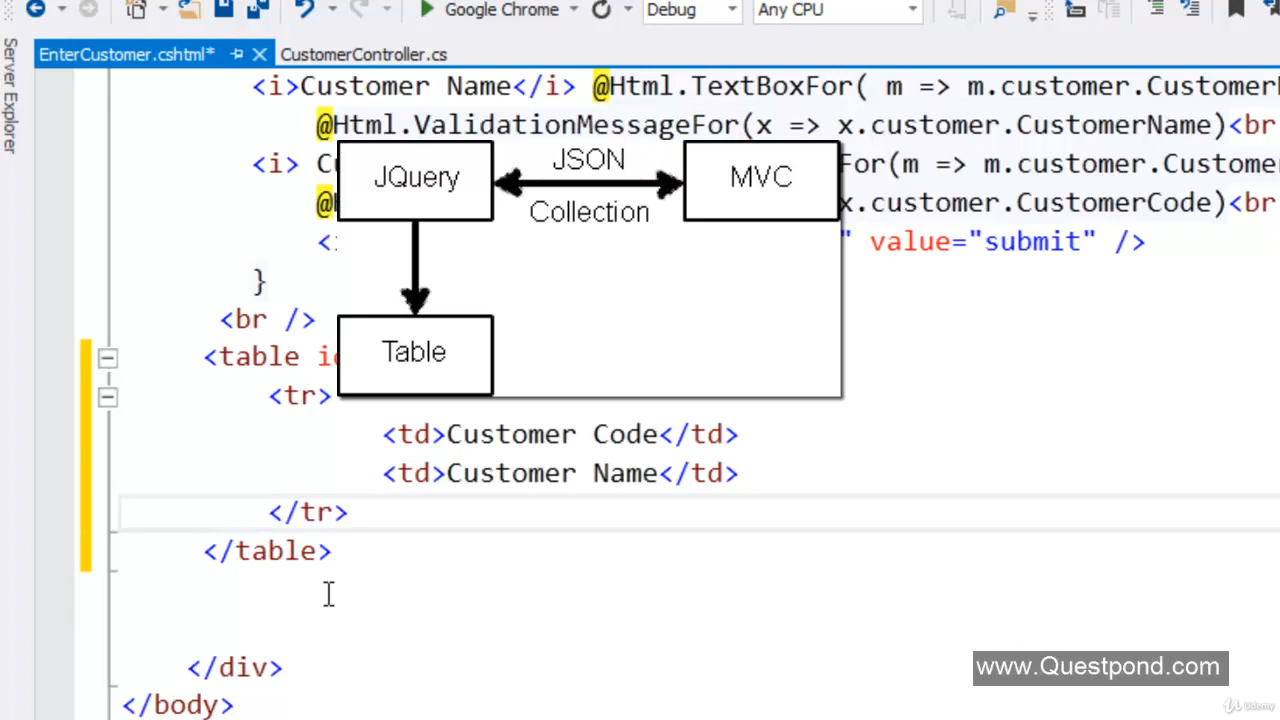 Google Chrome Debug Any CPU
Server Explorer
EnterCustomer.cshtml* CustomerController.cs
<i>Customer Name</i> @Html.TextBoxFor( m => m.customer.CustomerN
@Html.ValidationMessageFor(x => x.customer.CustomerName)<br
<i> C For(m => m.customer.Custome
@ x.customer.CustomerCode)<br
JQuery JSON MVC
Collection
<i " value="submit" />
}
<br />
<table i
Table
<tr>
<td>Customer Code</td>
<td>Customer Name</td>
</tr>
</table>
</div>
</body>
www.Questpond.com
Udemy